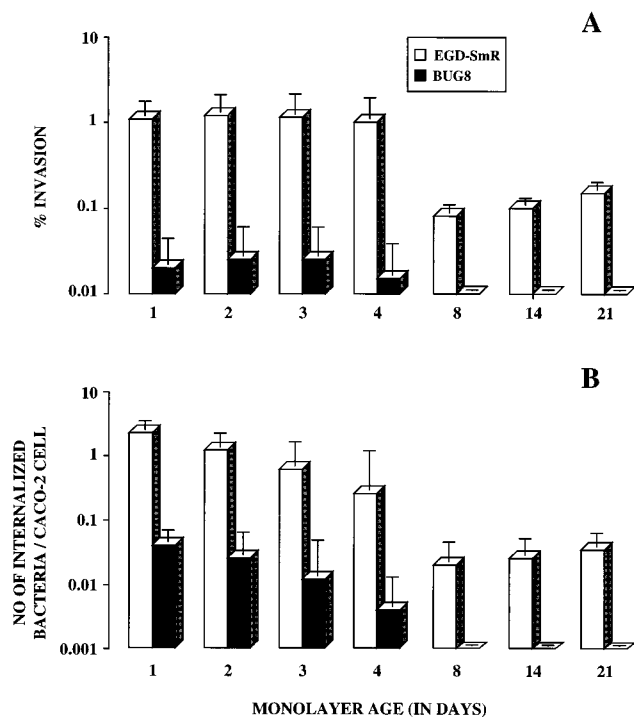 A
10
1
0.1
0.01
% INVASION
EGD-SmR
BUG8
1 2 3 4 8 14 21
B
10
1
0.1
0.01
0.001
NO OF INTERNALIZED
BACTERIA / CACO-2 CELL
1 2 3 4 8 14 21
MONOLAYER AGE (IN DAYS)